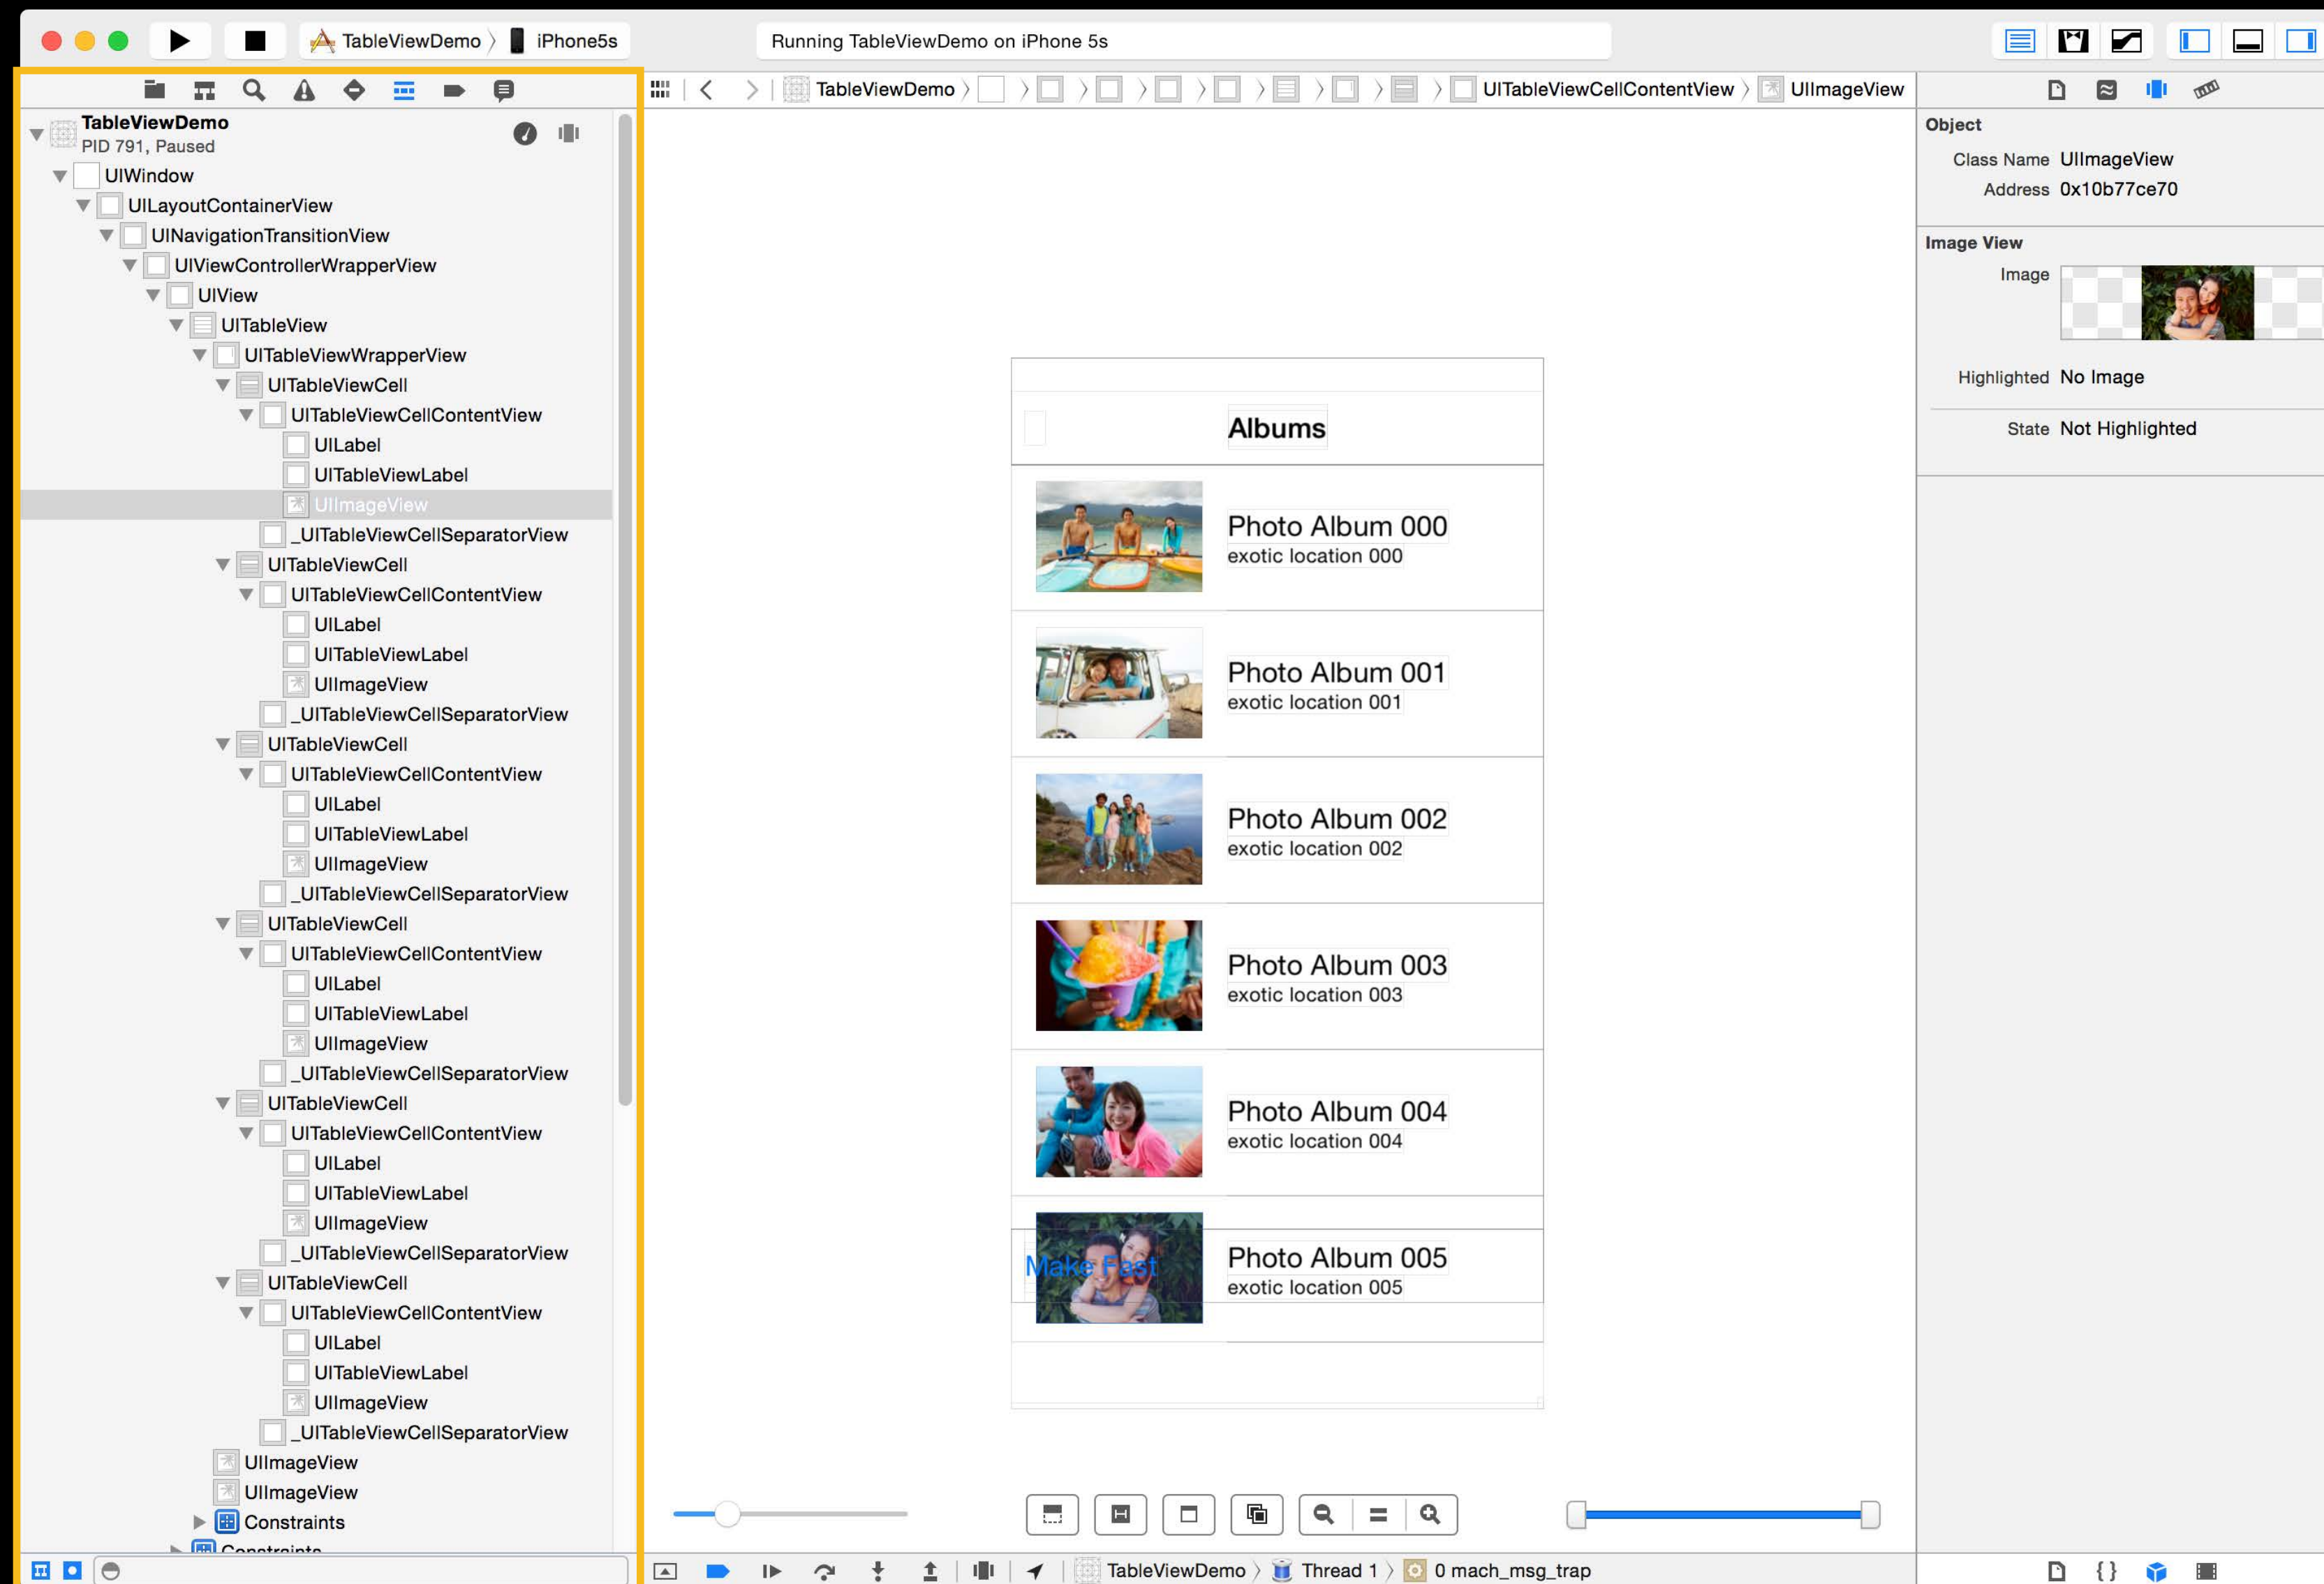 TableViewDemo iPhone5s
Running TableViewDemo on iPhone 5s
TableViewDemo UITableViewCellContentView UIImageView
TableViewDemo
PID 791, Paused
UIWindow
UILayoutContainerView
UINavigationTransitionView
UIViewControllerWrapperView
UIView
UITableView
UITableViewWrapperView
UITableViewCell
UITableViewCellContentView
UILabel
UITableViewLabel
UIImageView
_UITableViewCellSeparatorView
UITableViewCell
UITableViewCellContentView
UILabel
UITableViewLabel
UIImageView
_UITableViewCellSeparatorView
UITableViewCell
UITableViewCellContentView
UILabel
UITableViewLabel
UIImageView
_UITableViewCellSeparatorView
UITableViewCell
UITableViewCellContentView
UILabel
UITableViewLabel
UIImageView
_UITableViewCellSeparatorView
UITableViewCell
UITableViewCellContentView
UILabel
UITableViewLabel
UIImageView
_UITableViewCellSeparatorView
UITableViewCell
UITableViewCellContentView
UILabel
UITableViewLabel
UIImageView
_UITableViewCellSeparatorView
UIImageView
UIImageView
Constraints
Constraints
Albums
Photo Album 000
exotic location 000
Photo Album 001
exotic location 001
Photo Album 002
exotic location 002
Photo Album 003
exotic location 003
Photo Album 004
exotic location 004
Make Fast
Photo Album 005
exotic location 005
Object
Class Name UIImageView
Address 0x10b77ce70
Image View
Image
Highlighted No Image
State Not Highlighted
TableViewDemo Thread 1 0 mach_msg_trap